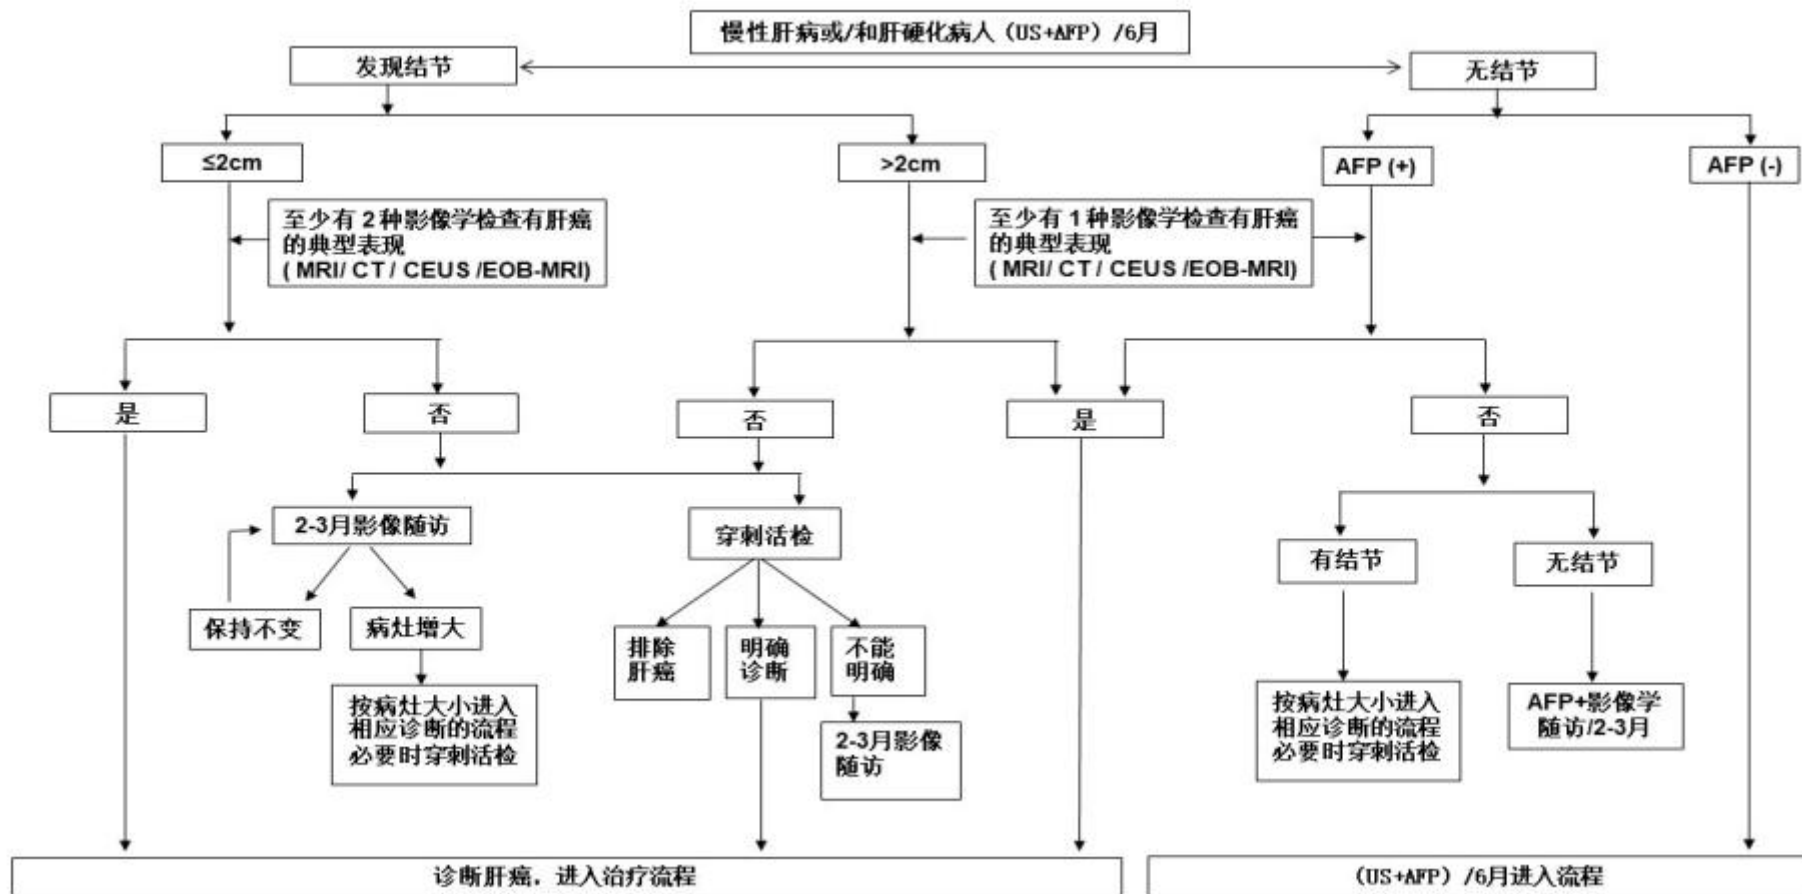 慢性肝病或/和肝硬化病人（US+AFP）/6月
发现结节
无结节
≤2cm
>2cm
AFP (+)
AFP (-)
至少有 2 种影像学检查有肝癌
的典型表现
( MRI/ CT / CEUS /EOB-MRI)
至少有 1 种影像学检查有肝癌
的典型表现
( MRI/ CT / CEUS /EOB-MRI)
是
否
否
是
否
2-3月影像随访
穿刺活检
有结节
无结节
保持不变
病灶增大
排除
肝癌
明确
诊断
不能
明确
按病灶大小进入
相应诊断的流程
必要时穿刺活检
2-3月影像
随访
按病灶大小进入
相应诊断的流程
必要时穿刺活检
AFP+影像学
随访/2-3月
诊断肝癌．进入治疗流程
（US+AFP）/6月进入流程